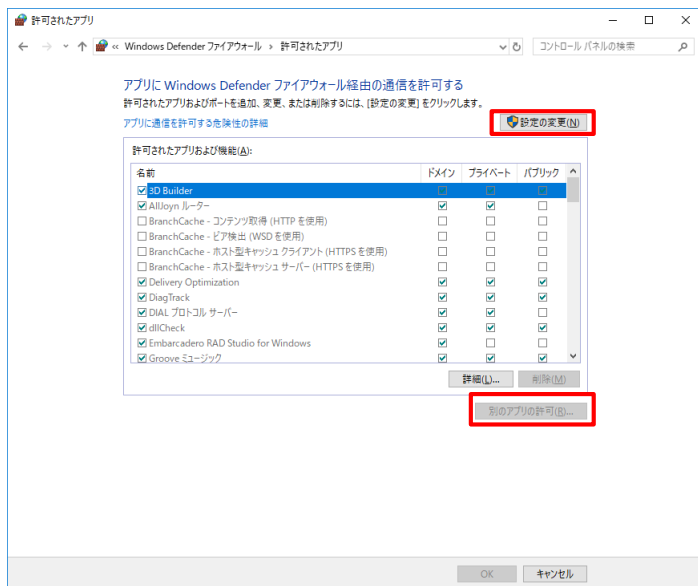 許可されたアプリ
« Windows Defender ファイアウォール › 許可されたアプリ
コントロール パネルの検索
アプリに Windows Defender ファイアウォール経由の通信を許可する
許可されたアプリおよびポートを追加、変更、または削除するには、[設定の変更] をクリックします。
アプリに通信を許可する危険性の詳細
設定の変更(N)
許可されたアプリおよび機能(A):
名前 ドメイン プライベート パブリック
3D Builder
AllJoyn ルーター
BranchCache - コンテンツ取得 (HTTP を使用)
BranchCache - ピア検出 (WSD を使用)
BranchCache - ホスト型キャッシュ クライアント (HTTPS を使用)
BranchCache - ホスト型キャッシュ サーバー (HTTPS を使用)
Delivery Optimization
DiagTrack
DIAL プロトコル サーバー
dllCheck
Embarcadero RAD Studio for Windows
Groove ミュージック
詳細(L)... 削除(M)
別のアプリの許可(R)...
OK キャンセル